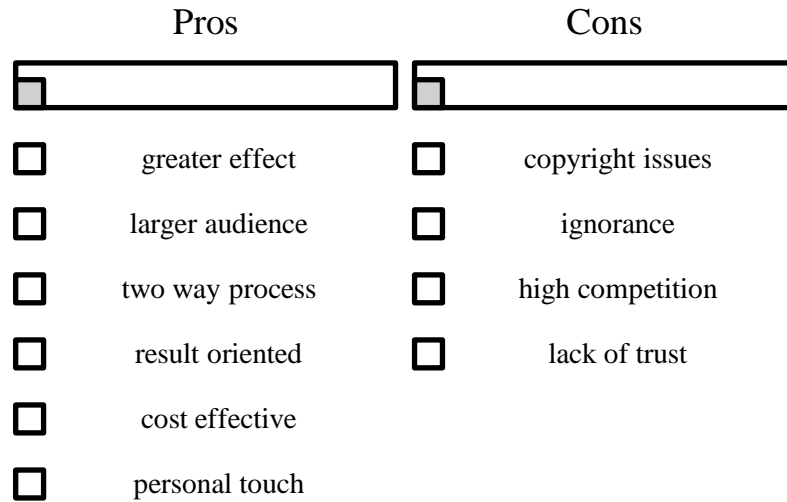 Pros
greater effect
larger audience
two way process
result oriented
cost effective
personal touch
Cons
copyright issues
ignorance
high competition
lack of trust